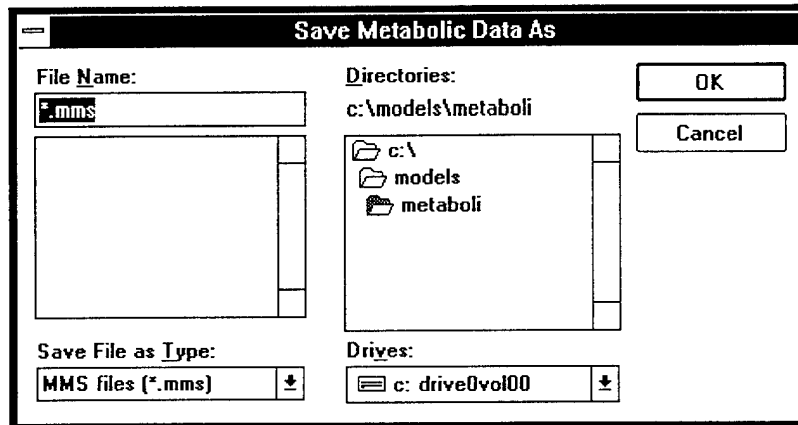 Save Metabolic Data As
File Name:
*.mms
Directories:
c:\models\metaboli
c:\
models
metaboli
OK
Cancel
Save File as Type:
MMS files (*.mms)
Drives:
c: drive0vol00